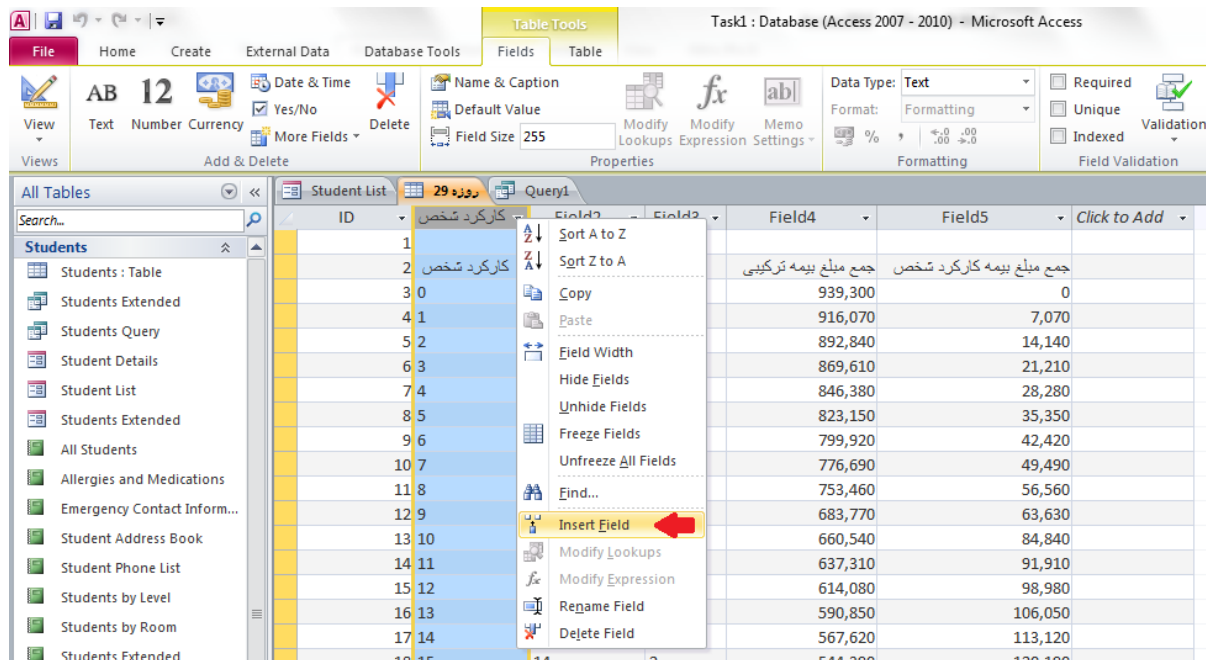 Table Tools
Task1 : Database (Access 2007 - 2010) - Microsoft Access
File Home Create External Data Database Tools Fields Table
View
Views
AB Text
12 Number
Currency
Date & Time
Yes/No
More Fields
Delete
Add & Delete
Name & Caption
Default Value
Field Size 255
Modify Lookups
fx Modify Expression
ab Memo Settings
Properties
Data Type: Text
Format: Formatting
% , .00 .0
Formatting
Required
Unique
Indexed
Validation
Field Validation
All Tables
Search...
Students
Students : Table
Students Extended
Students Query
Student Details
Student List
Students Extended
All Students
Allergies and Medications
Emergency Contact Inform...
Student Address Book
Student Phone List
Students by Level
Students by Room
Students Extended
Student List روزه 29 Query1
ID کارکرد شخص Field2 Field3 Field4 Field5 Click to Add
1
2 کارکرد شخص جمع مبلغ بیمه ترکیبی جمع مبلغ بیمه کارکرد شخص
3 0 939,300 0
4 1 916,070 7,070
5 2 892,840 14,140
6 3 869,610 21,210
7 4 846,380 28,280
8 5 823,150 35,350
9 6 799,920 42,420
10 7 776,690 49,490
11 8 753,460 56,560
12 9 683,770 63,630
13 10 660,540 84,840
14 11 637,310 91,910
15 12 614,080 98,980
16 13 590,850 106,050
17 14 567,620 113,120
Sort A to Z
Sort Z to A
Copy
Paste
Field Width
Hide Fields
Unhide Fields
Freeze Fields
Unfreeze All Fields
Find...
Insert Field
Modify Lookups
Modify Expression
Rename Field
Delete Field